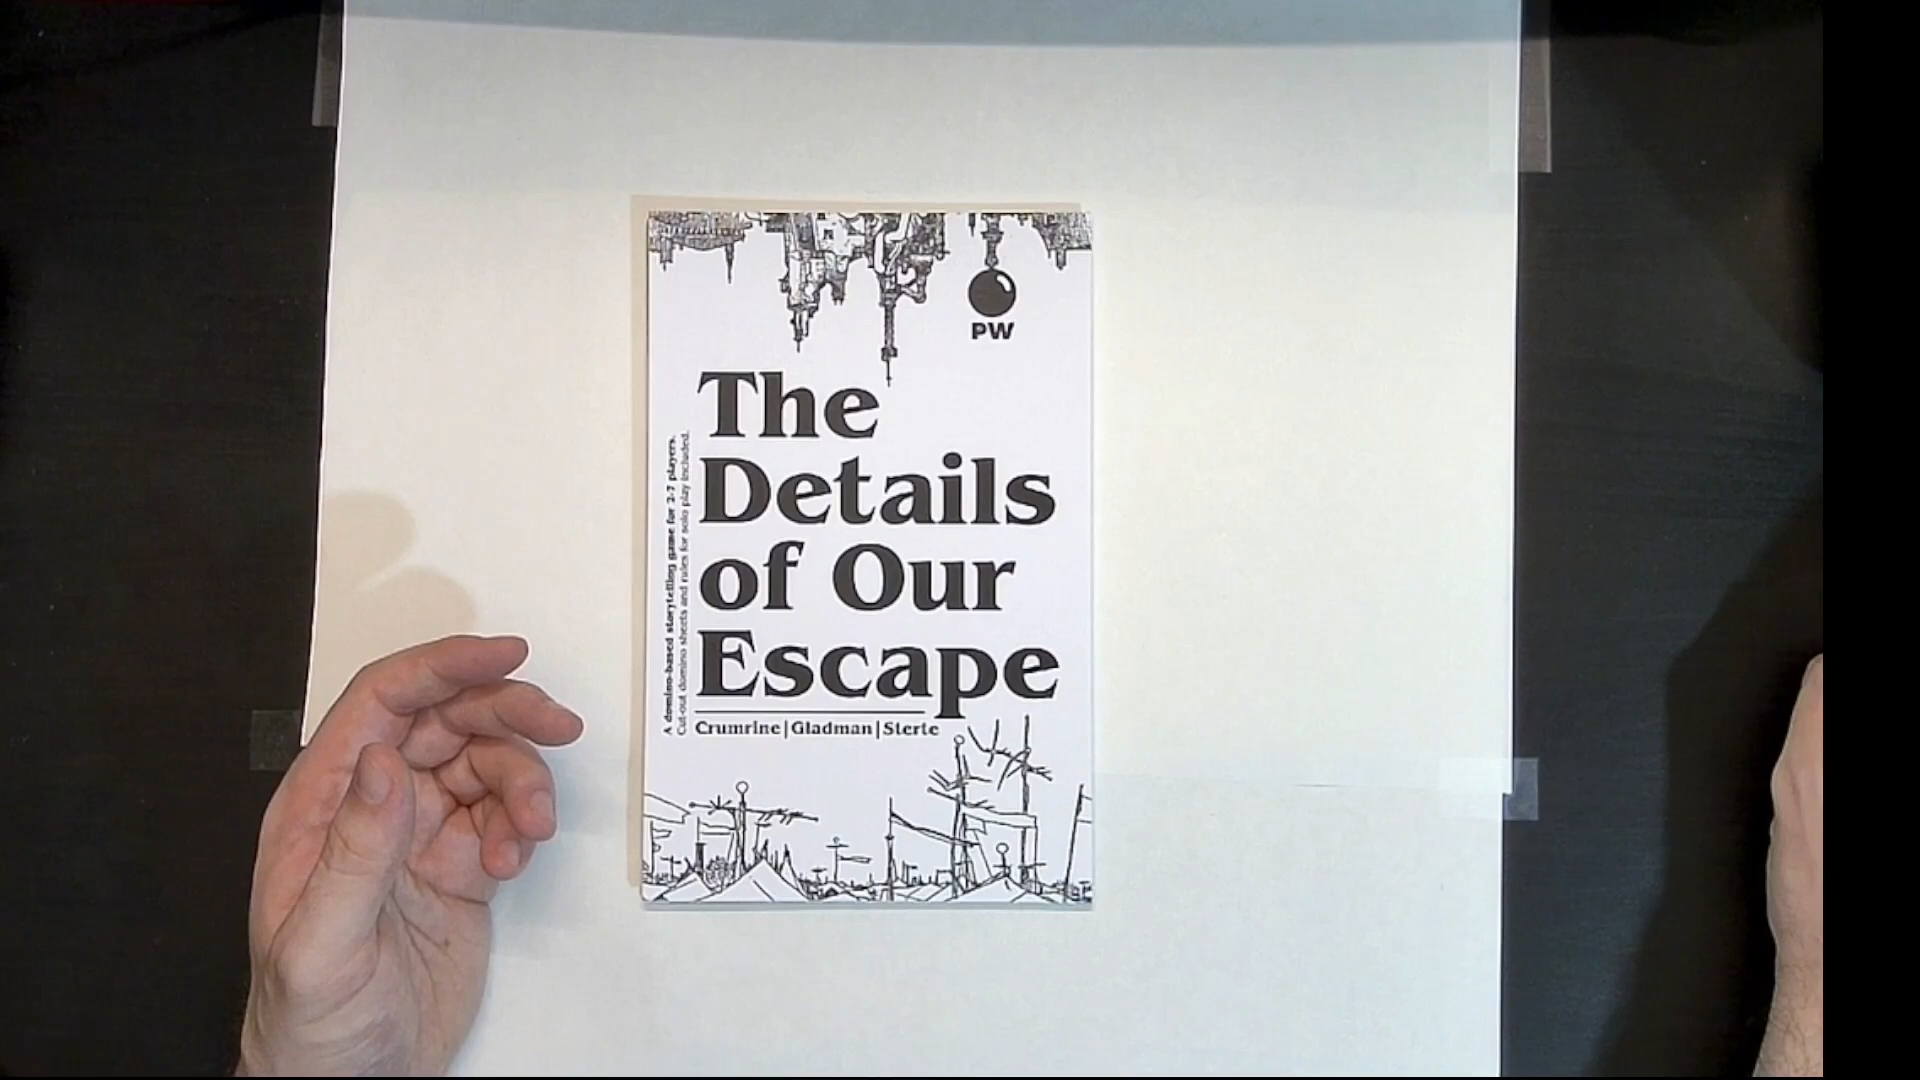 PW
The
Details
of Our
Escape
A domino-based storytelling game for 2-7 players.
Cut-out domino sheets and rules for solo play included.
Crumrine|Gladman|Sterte